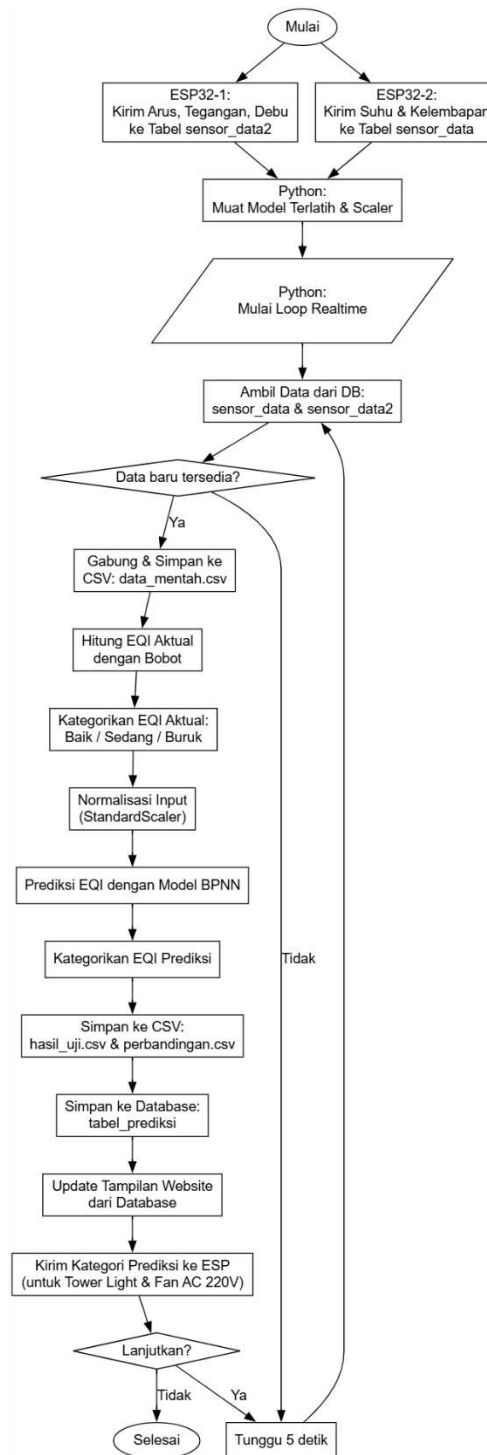 Mulai
ESP32-1:
Kirim Arus, Tegangan, Debu
ke Tabel sensor_data2
ESP32-2:
Kirim Suhu & Kelembapan
ke Tabel sensor_data
Python:
Muat Model Terlatih & Scaler
Python:
Mulai Loop Realtime
Ambil Data dari DB:
sensor_data & sensor_data2
Data baru tersedia?
Ya
Gabung & Simpan ke
CSV: data_mentah.csv
Hitung EQI Aktual
dengan Bobot
Kategorikan EQI Aktual:
Baik / Sedang / Buruk
Normalisasi Input
(StandardScaler)
Prediksi EQI dengan Model BPNN
Kategorikan EQI Prediksi
Tidak
Simpan ke CSV:
hasil_uji.csv & perbandingan.csv
Simpan ke Database:
tabel_prediksi
Update Tampilan Website
dari Database
Kirim Kategori Prediksi ke ESP
(untuk Tower Light & Fan AC 220V)
Lanjutkan?
Tidak
Ya
Selesai
Tunggu 5 detik